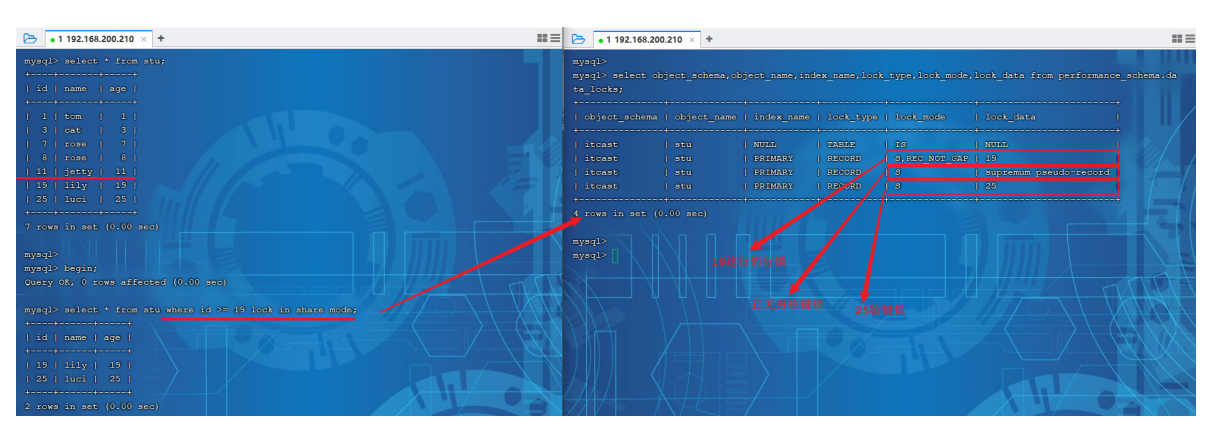 1 192.168.200.210 × +
mysql> select * from stu;
+----+-------+-----+
| id | name | age |
+----+-------+-----+
| 1 | tom | 1 |
| 3 | cat | 3 |
| 7 | rose | 7 |
| 8 | rose | 8 |
| 11 | jetty | 11 |
| 19 | lily | 19 |
| 25 | luci | 25 |
+----+-------+-----+
7 rows in set (0.00 sec)
mysql>
mysql> begin;
Query OK, 0 rows affected (0.00 sec)
mysql> select * from stu where id >= 19 lock in share mode;
+----+------+-----+
| id | name | age |
+----+------+-----+
| 19 | lily | 19 |
| 25 | luci | 25 |
+----+------+-----+
2 rows in set (0.00 sec)
1 192.168.200.210 × +
mysql>
mysql> select object_schema,object_name,index_name,lock_type,lock_mode,lock_data from performance_schema.da
ta_locks;
+---------------+-------------+------------+-----------+---------------+------------------------+
| object_schema | object_name | index_name | lock_type | lock_mode | lock_data |
+---------------+-------------+------------+-----------+---------------+------------------------+
| itcast | stu | NULL | TABLE | IS | NULL |
| itcast | stu | PRIMARY | RECORD | S,REC_NOT_GAP | 19 |
| itcast | stu | PRIMARY | RECORD | S | supremum pseudo-record |
| itcast | stu | PRIMARY | RECORD | S | 25 |
+---------------+-------------+------------+-----------+---------------+------------------------+
4 rows in set (0.00 sec)
mysql>
mysql>
正无穷临键锁
25临键锁